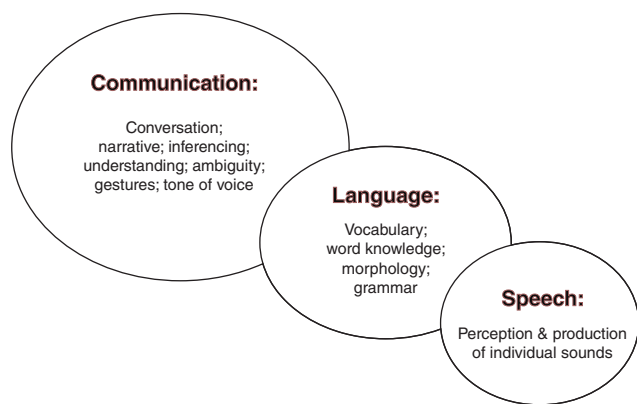 Communication:
Conversation;
narrative; inferencing;
understanding; ambiguity;
gestures; tone of voice
Language:
Vocabulary;
word knowledge;
morphology;
grammar
Speech:
Perception & production
of individual sounds